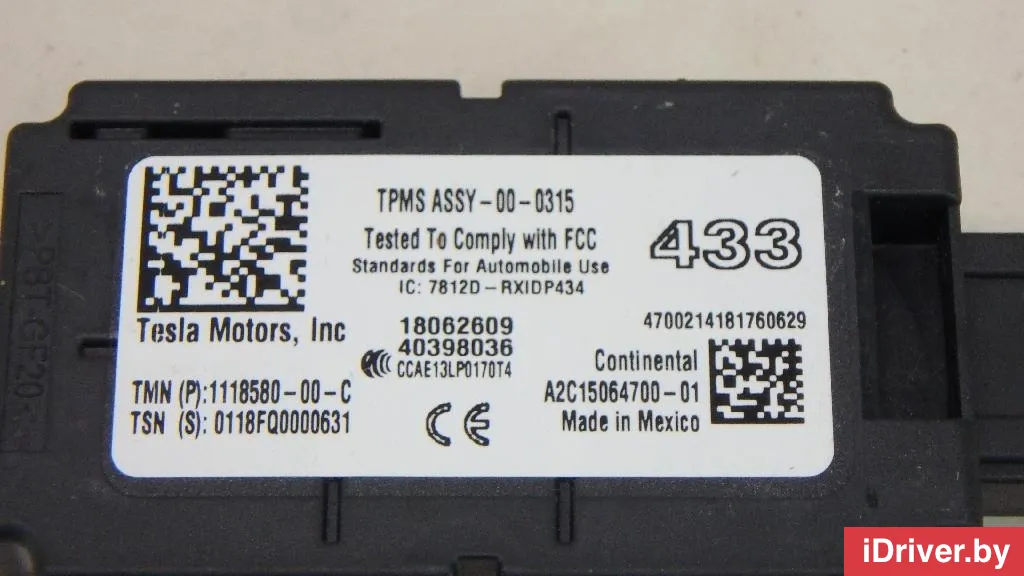 TPMS ASSY-00-0315
Tested To Comply with FCC
Standards For Automobile Use
IC: 7812D-RXIDP434
433
Tesla Motors, Inc
18062609
40398036
CCAE13LP0170T4
4700214181760629
TMN (P):1118580-00-C
TSN (S): 0118FQ0000631
CE
Continental
A2C15064700-01
Made in Mexico
>PBT-GF20<
iDriver.by